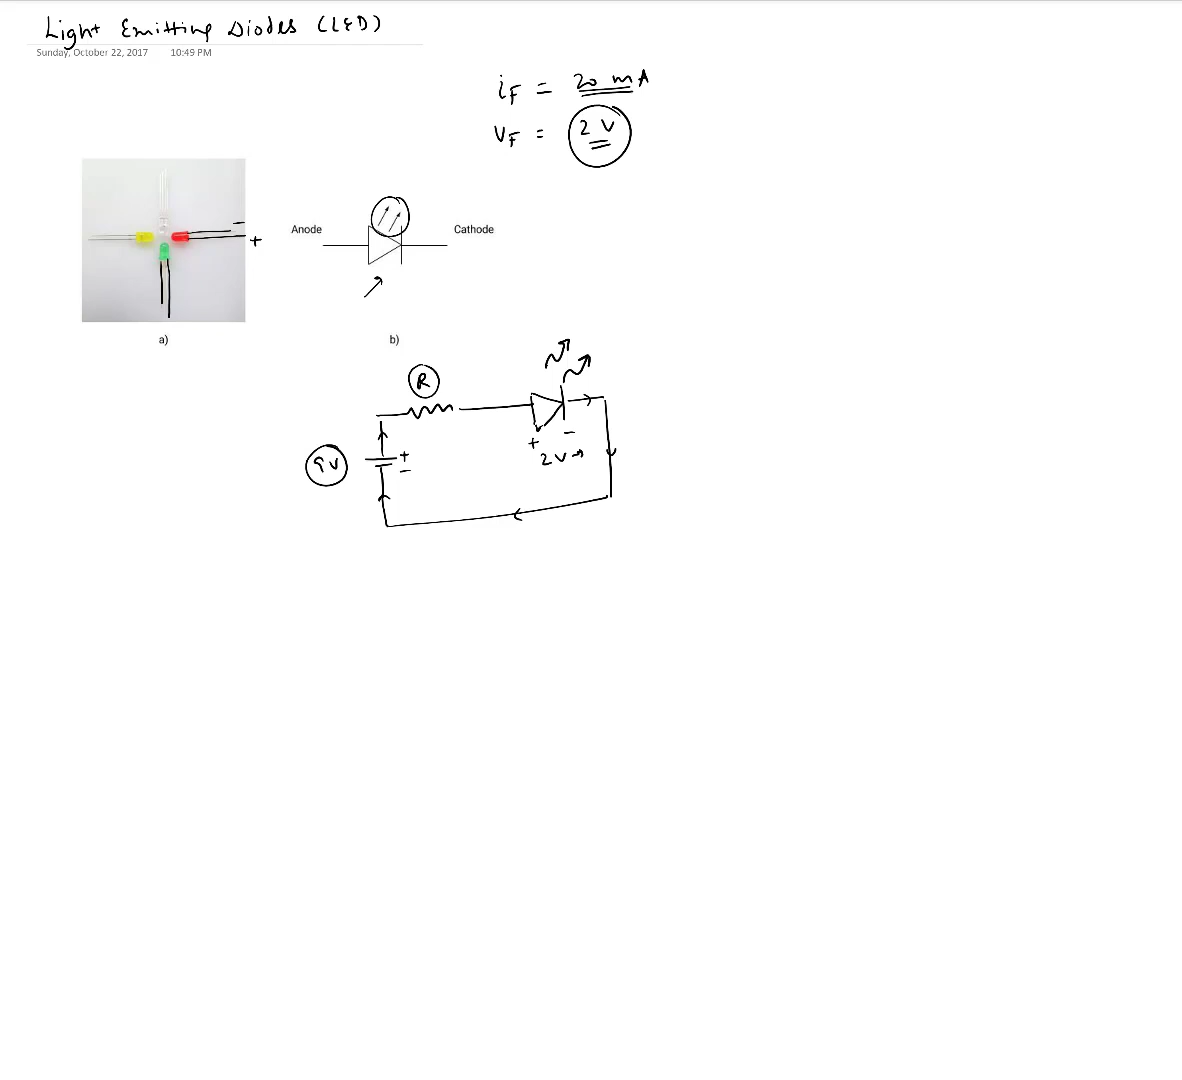 Light Emitting Diodes (LED)
Sunday, October 22, 2017 10:49 PM
iF = 20 mA
VF = 2 V
Anode
Cathode
−
+
a)
b)
R
9V
+
−
+ −
2V →